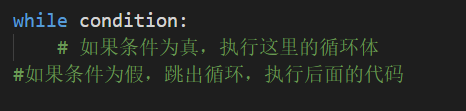 while condition:
    # 如果条件为真，执行这里的循环体
#如果条件为假，跳出循环，执行后面的代码